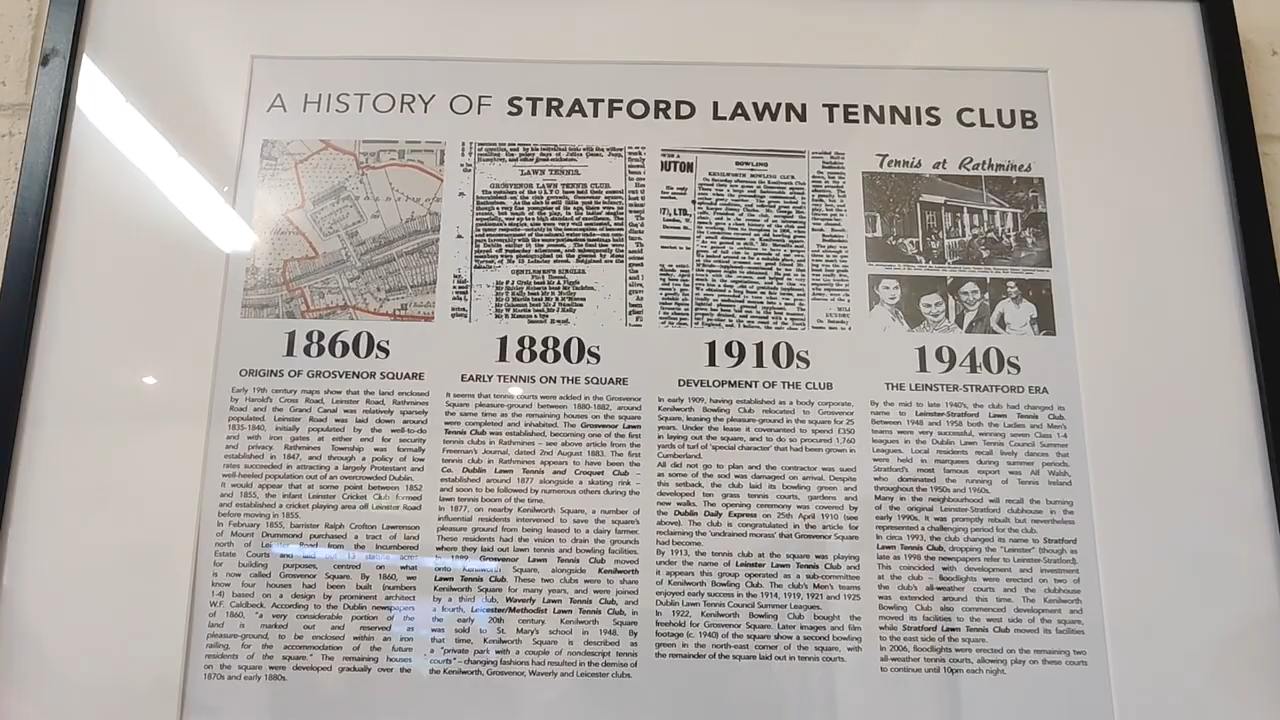 A HISTORY OF STRATFORD LAWN TENNIS CLUB
LAWN TENNIS.
GROSVENOR LAWN TENNIS CLUB.
GENTLEMEN'S SINGLES.
BOWLING
KENILWORTH BOWLING CLUB.
Tennis at Rathmines
1860s
ORIGINS OF GROSVENOR SQUARE
Early 19th century maps show that the land enclosed
by Harold's Cross Road, Leinster Road, Rathmines
Road and the Grand Canal was relatively sparsely
populated. Leinster Road was laid down around
1835-1840, initially populated by the well-to-do
and with iron gates at either end for security
and privacy. Rathmines Township was formally
established in 1847, and through a policy of low
rates succeeded in attracting a largely Protestant and
well-heeled population out of an overcrowded Dublin.
It would appear that at some point between 1852
and 1855, the infant Leinster Cricket Club formed
and established a cricket playing area off Leinster Road
before moving in 1855.
In February 1855, barrister Ralph Crofton Lawrenson
of Mount Drummond purchased a tract of land
north of Leinster Road from the Incumbered
Estate Courts and laid out 13 statute acres
for building purposes, centred on what
is now called Grosvenor Square. By 1860, we
know four houses had been built (numbers
1-4) based on a design by prominent architect
W.F. Caldbeck. According to the Dublin newspapers
of 1860, "a very considerable portion of the
land is marked out and reserved as
pleasure-ground, to be enclosed within an iron
railing, for the accommodation of the future
residents of the square." The remaining houses
on the square were developed gradually over the
1870s and early 1880s.
1880s
EARLY TENNIS ON THE SQUARE
It seems that tennis courts were added in the Grosvenor
Square pleasure-ground between 1880-1882, around
the same time as the remaining houses on the square
were completed and inhabited. The Grosvenor Lawn
Tennis Club was established, becoming one of the first
tennis clubs in Rathmines – see above article from the
Freeman's Journal, dated 2nd August 1883. The first
tennis club in Rathmines appears to have been the
Co. Dublin Lawn Tennis and Croquet Club –
established around 1877 alongside a skating rink –
and soon to be followed by numerous others during the
lawn tennis boom of the time.
In 1877, on nearby Kenilworth Square, a number of
influential residents intervened to save the square's
pleasure ground from being leased to a dairy farmer.
These residents had the vision to drain the grounds
where they laid out lawn tennis and bowling facilities.
In 1889, Grosvenor Lawn Tennis Club moved
onto Kenilworth Square, alongside Kenilworth
Lawn Tennis Club. These two clubs were to share
Kenilworth Square for many years, and were joined
by a third club, Waverly Lawn Tennis Club, and
a fourth, Leicester/Methodist Lawn Tennis Club, in
the early 20th century. Kenilworth Square
was sold to St. Mary's school in 1948. By
that time, Kenilworth Square is described as
a "private park with a couple of nondescript tennis
courts" – changing fashions had resulted in the demise of
the Kenilworth, Grosvenor, Waverly and Leicester clubs.
1910s
DEVELOPMENT OF THE CLUB
In early 1909, having established as a body corporate,
Kenilworth Bowling Club relocated to Grosvenor
Square, leasing the pleasure-ground in the square for 25
years. Under the lease it covenanted to spend £350
in laying out the square, and to do so procured 1,760
yards of turf of 'special character' that had been grown in
Cumberland.
All did not go to plan and the contractor was sued
as some of the sod was damaged on arrival. Despite
this setback, the club laid its bowling green and
developed ten grass tennis courts, gardens and
new walks. The opening ceremony was covered by
the Dublin Daily Express on 25th April 1910 (see
above). The club is congratulated in the article for
reclaiming the 'undrained morass' that Grosvenor Square
had become.
By 1913, the tennis club at the square was playing
under the name of Leinster Lawn Tennis Club and
it appears this group operated as a sub-committee
of Kenilworth Bowling Club. The club's Men's teams
enjoyed early success in the 1914, 1919, 1921 and 1925
Dublin Lawn Tennis Council Summer Leagues.
In 1922, Kenilworth Bowling Club bought the
freehold for Grosvenor Square. Later images and film
footage (c. 1940) of the square show a second bowling
green in the north-east corner of the square, with
the remainder of the square laid out in tennis courts.
1940s
THE LEINSTER-STRATFORD ERA
By the mid to late 1940's, the club had changed its
name to Leinster-Stratford Lawn Tennis Club.
Between 1948 and 1958 both the Ladies and Men's
teams were very successful, winning seven Class 1-4
leagues in the Dublin Lawn Tennis Council Summer
Leagues. Local residents recall lively dances that
were held in marquees during summer periods.
Stratford's most famous export was Alf Walsh,
who dominated the running of Tennis Ireland
throughout the 1950s and 1960s.
Many in the neighbourhood will recall the burning
of the original Leinster-Stratford clubhouse in the
early 1990s. It was promptly rebuilt but nevertheless
represented a challenging period for the club.
In circa 1993, the club changed its name to Stratford
Lawn Tennis Club, dropping the "Leinster" (though as
late as 1998 the newspapers refer to Leinster-Stratford).
This coincided with development and investment
at the club – floodlights were erected on two of
the club's all-weather courts and the clubhouse
was extended around this time. The Kenilworth
Bowling Club also commenced development and
moved its facilities to the west side of the square,
while Stratford Lawn Tennis Club moved its facilities
to the east side of the square.
In 2006, floodlights were erected on the remaining two
all-weather tennis courts, allowing play on these courts
to continue until 10pm each night.